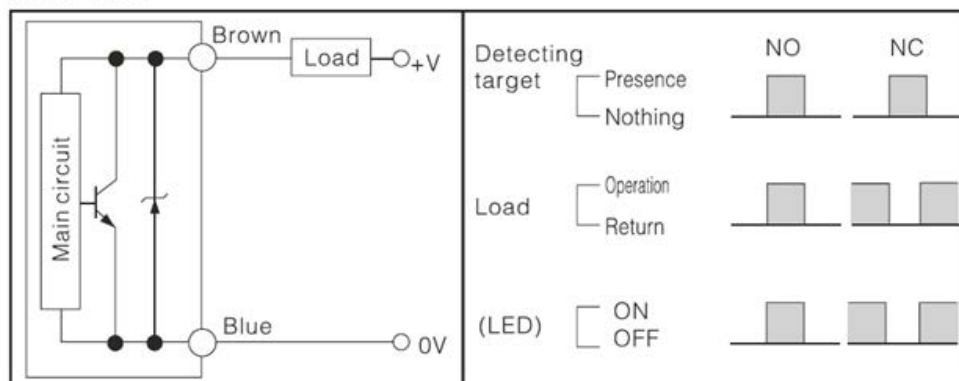 Main circuit
Brown
Load
+V
Blue
0V
Detecting target
Presence
Nothing
NO
NC
Load
Operation
Return
(LED)
ON
OFF